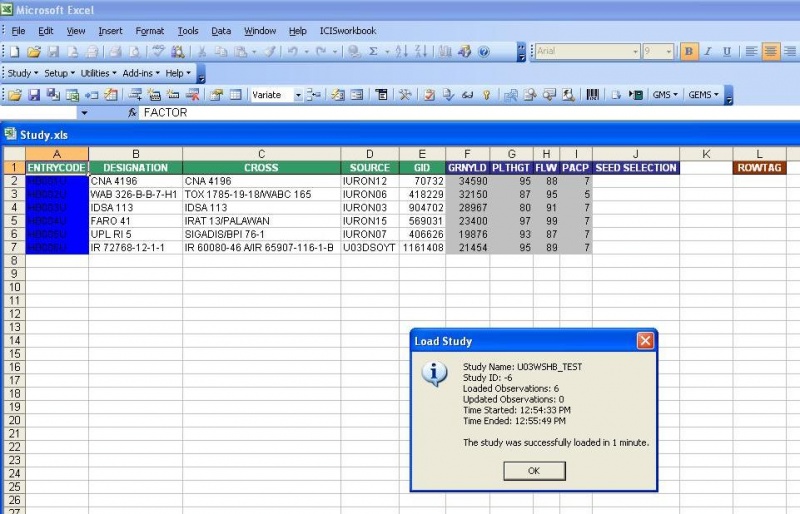 Microsoft Excel
File Edit View Insert Format Tools Data Window Help ICISworkbook
Arial 9 B I U
Study Setup Utilities Add-ins Help
Variate GMS GEMS
fx FACTOR
Study.xls
A B C D E F G H I J K L
1 ENTRYCODE DESIGNATION CROSS SOURCE GID GRNYLD PLTHGT FLW PACP SEED SELECTION ROWTAG
2 CNA 4196 CNA 4196 IURON12 70732 34590 95 88 7
3 WAB 326-B-B-7-H1 TOX 1785-19-18/WABC 165 IURON06 418229 32150 87 95 5
4 IDSA 113 IDSA 113 IURON03 904702 28967 80 91 7
5 FARO 41 IRAT 13/PALAWAN IURON15 569031 23400 97 99 7
6 UPL RI 5 SIGADIS/BPI 76-1 IURON07 406626 19876 93 87 7
7 IR 72768-12-1-1 IR 60080-46 A/IR 65907-116-1-B U03DSOYT 1161408 21454 95 89 7
8
9
10
11
12
13
14
15
16
17
18
19
20
21
22
23
24
25
26
27
Load Study
Study Name: U03WSHB_TEST
Study ID: -6
Loaded Observations: 6
Updated Observations: 0
Time Started: 12:54:33 PM
Time Ended: 12:55:49 PM
The study was successfully loaded in 1 minute.
OK